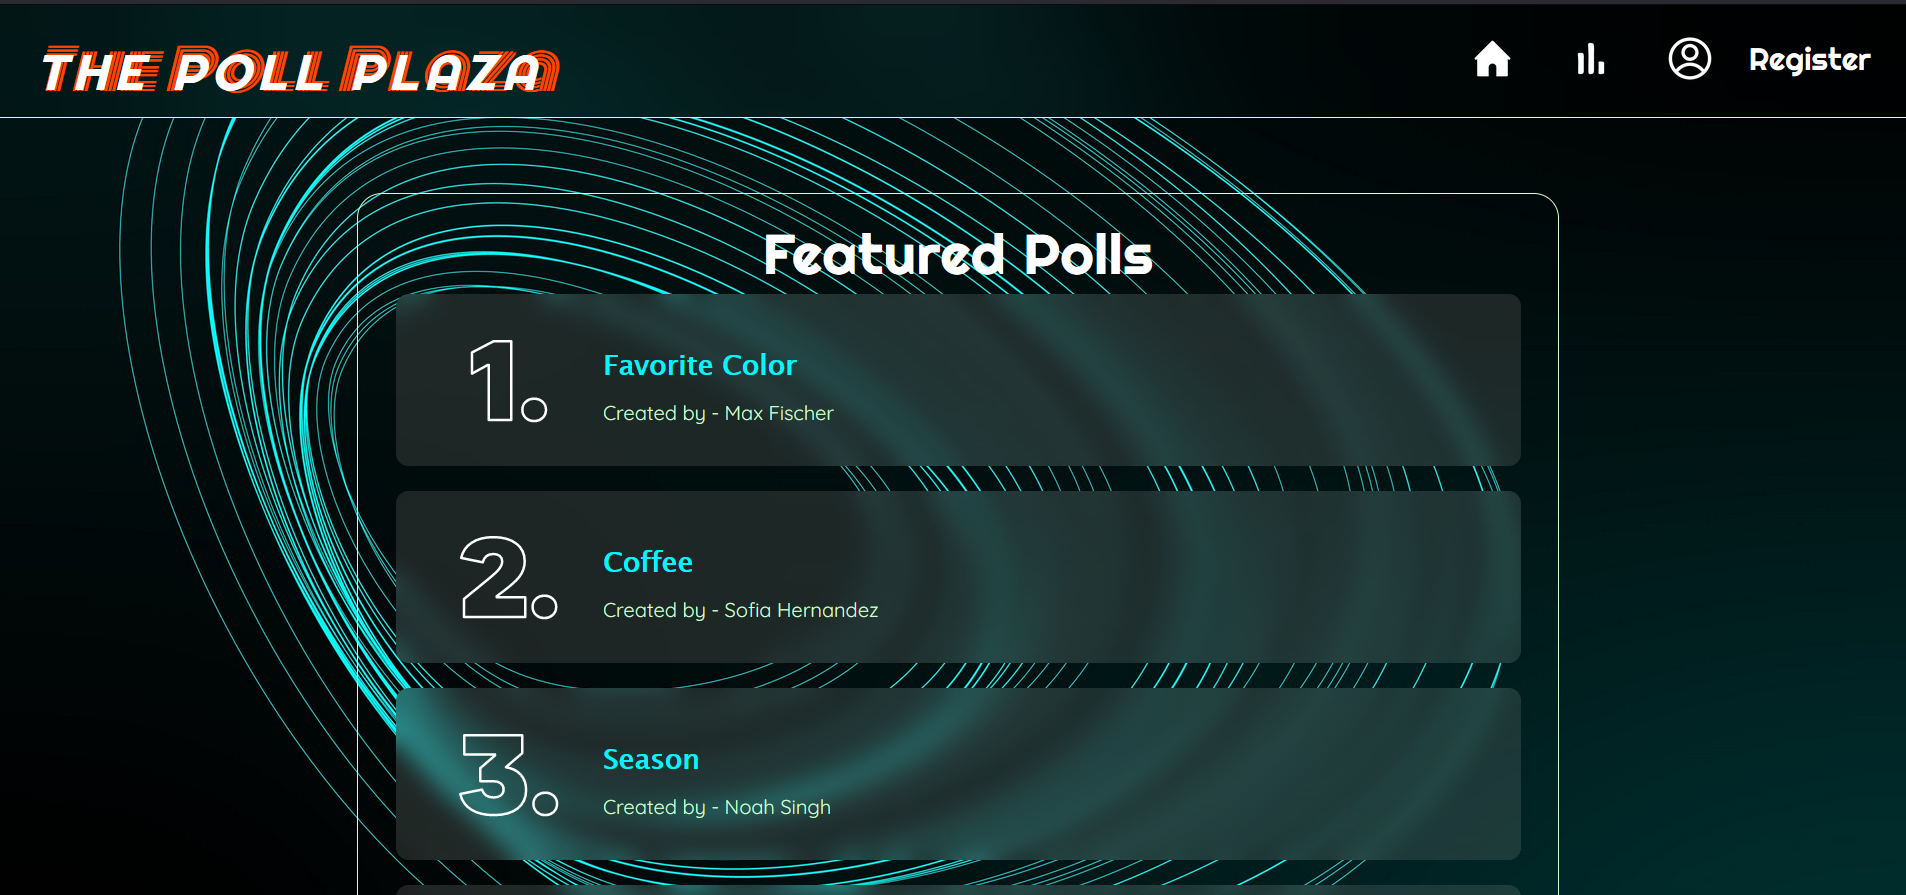 THE POLL PLAZA
Register
Featured Polls
1.
Favorite Color
Created by - Max Fischer
2.
Coffee
Created by - Sofia Hernandez
3.
Season
Created by - Noah Singh